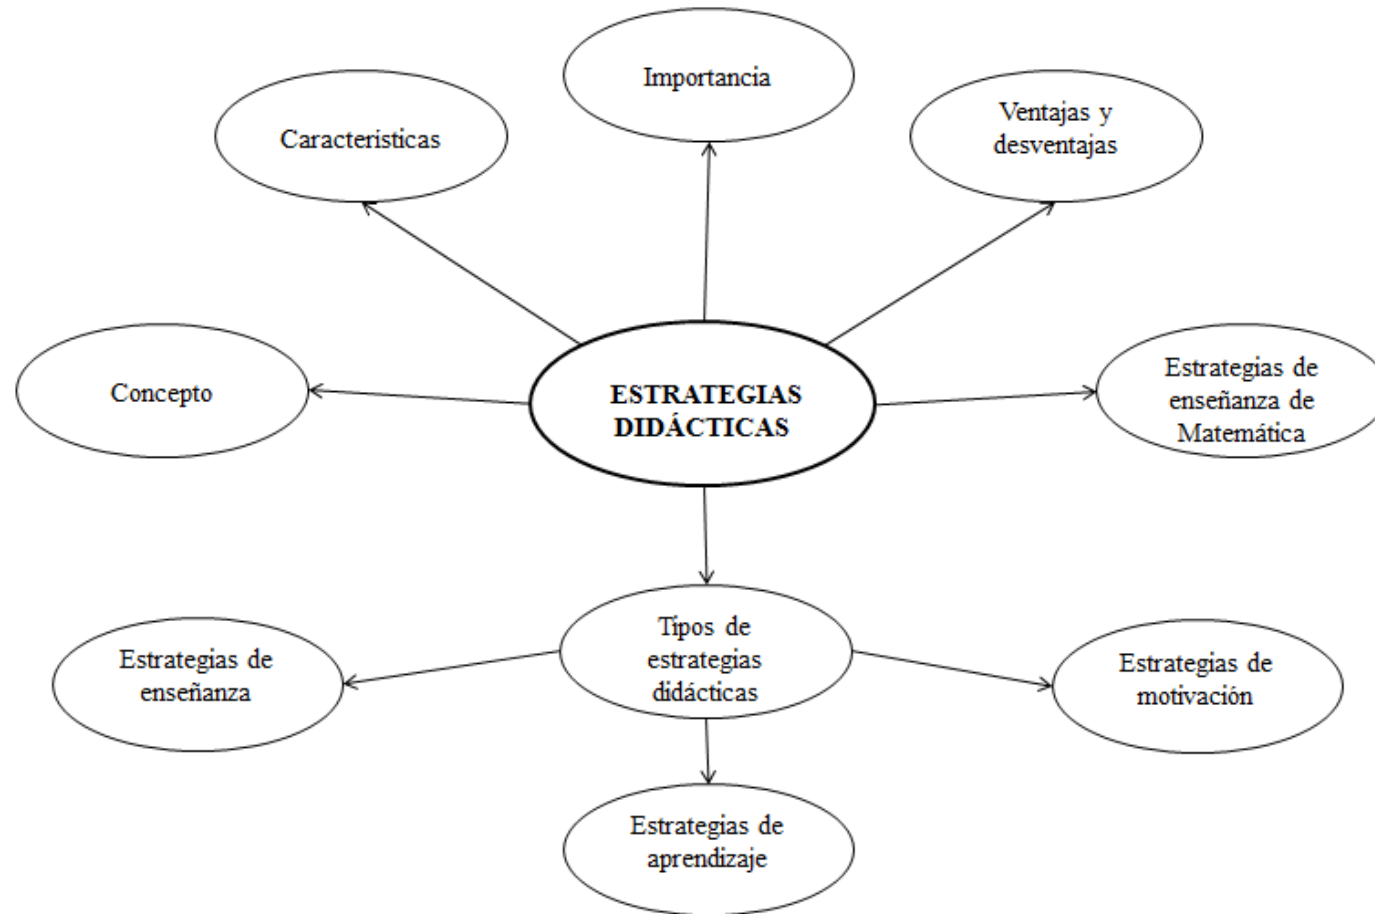 Importancia
Caracteristicas
Ventajas y
desventajas
Concepto
ESTRATEGIAS
DIDÁCTICAS
Estrategias de
enseñanza de
Matemática
Estrategias de
enseñanza
Tipos de
estrategias
didácticas
Estrategias de
motivación
Estrategias de
aprendizaje